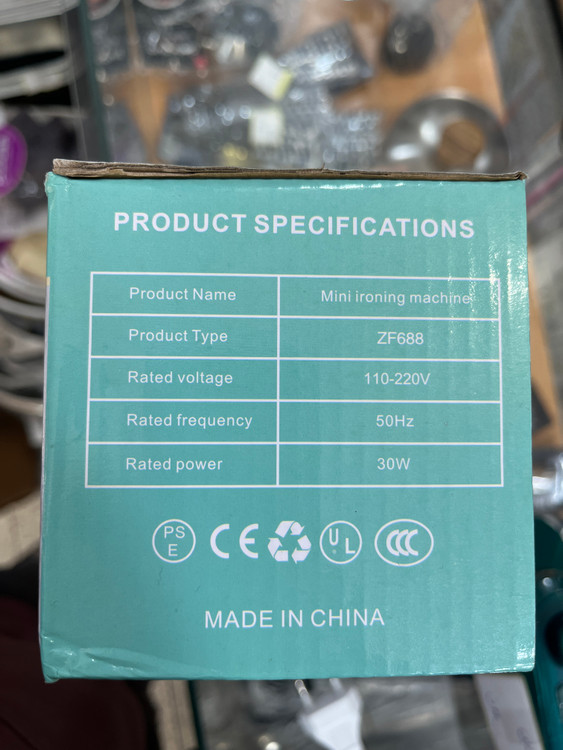 PRODUCT SPECIFICATIONS
Product Name Mini ironing machine
Product Type ZF688
Rated voltage 110-220V
Rated frequency 50Hz
Rated power 30W
PS
E
CE
UL
CCC
MADE IN CHINA